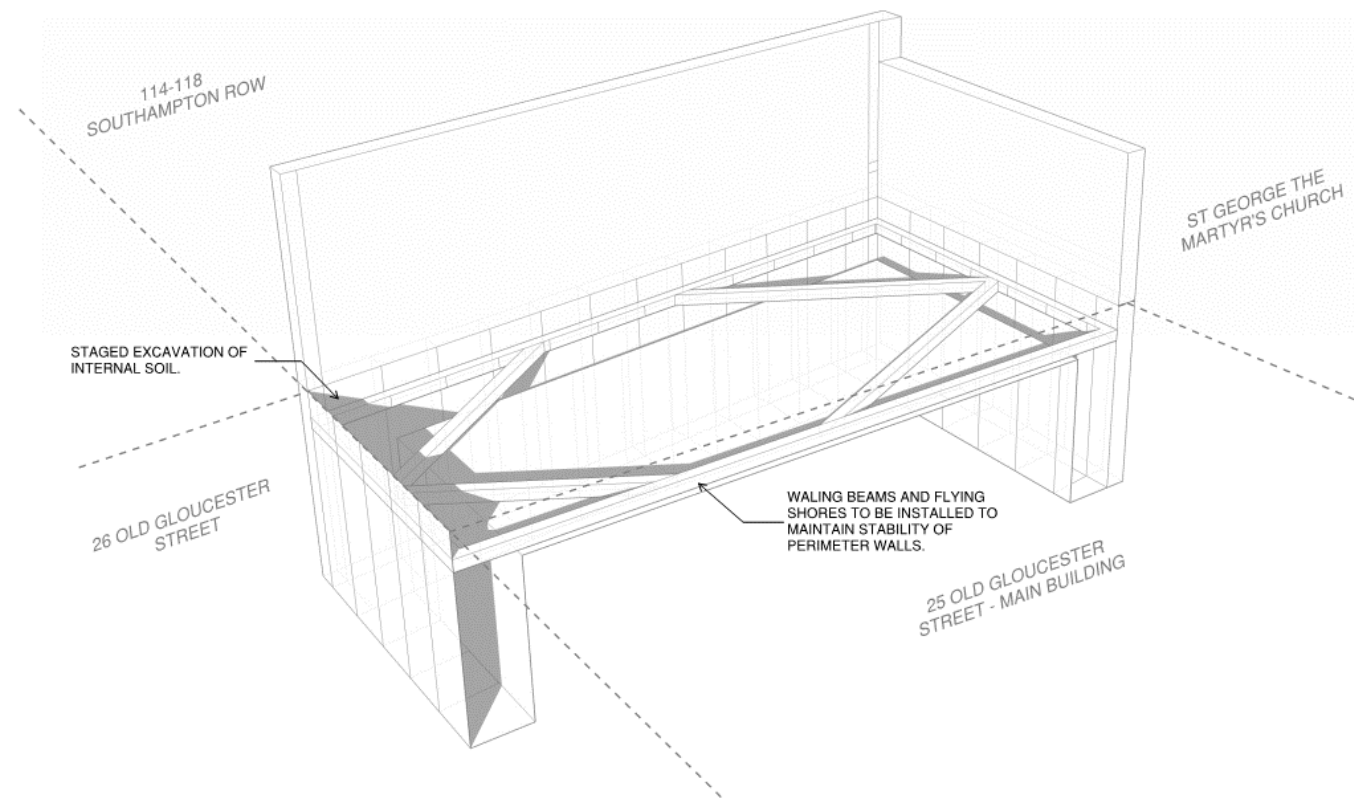 114-118
SOUTHAMPTON ROW
ST GEORGE THE
MARTYR'S CHURCH
STAGED EXCAVATION OF
INTERNAL SOIL.
26 OLD GLOUCESTER
STREET
WALING BEAMS AND FLYING
SHORES TO BE INSTALLED TO
MAINTAIN STABILITY OF
PERIMETER WALLS.
25 OLD GLOUCESTER
STREET - MAIN BUILDING